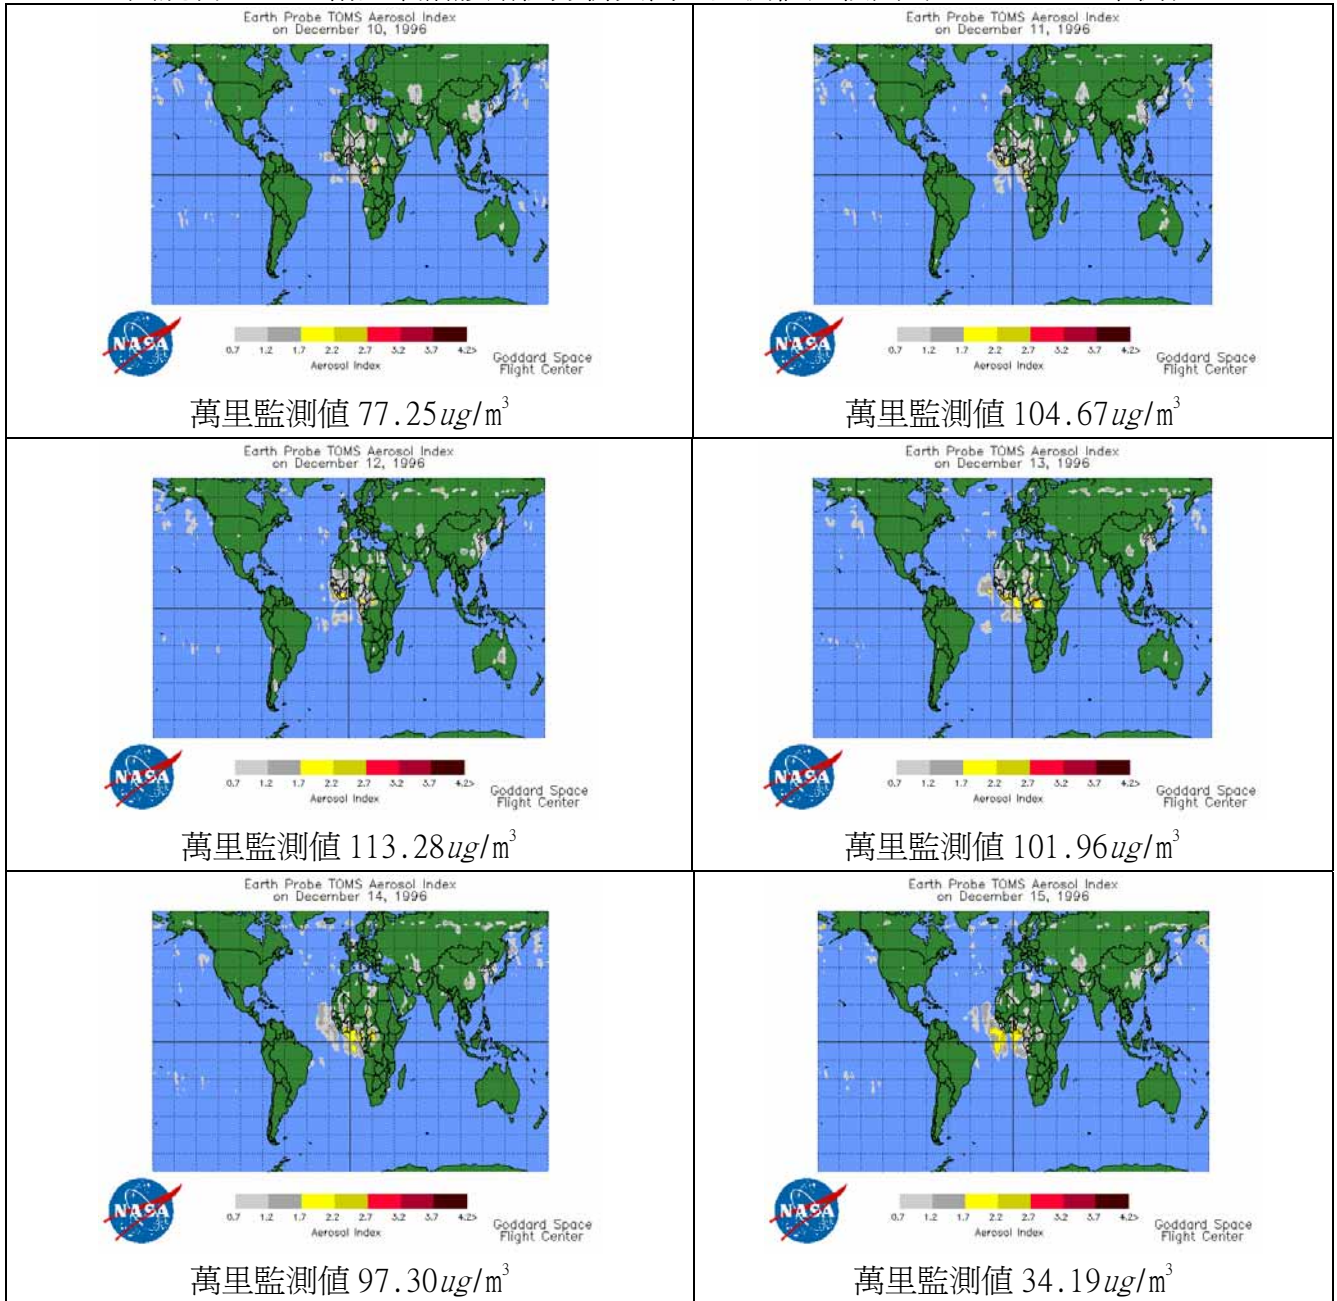 Earth Probe TOMS Aerosol Index
on December 10, 1996
NASA
0.7 1.2 1.7 2.2 2.7 3.2 3.7 4.2>
Aerosol Index
Goddard Space
Flight Center
萬里監測值 77.25ug/m³
Earth Probe TOMS Aerosol Index
on December 11, 1996
NASA
0.7 1.2 1.7 2.2 2.7 3.2 3.7 4.2>
Aerosol Index
Goddard Space
Flight Center
萬里監測值 104.67ug/m³
Earth Probe TOMS Aerosol Index
on December 12, 1996
NASA
0.7 1.2 1.7 2.2 2.7 3.2 3.7 4.2>
Aerosol Index
Goddard Space
Flight Center
萬里監測值 113.28ug/m³
Earth Probe TOMS Aerosol Index
on December 13, 1996
NASA
0.7 1.2 1.7 2.2 2.7 3.2 3.7 4.2>
Aerosol Index
Goddard Space
Flight Center
萬里監測值 101.96ug/m³
Earth Probe TOMS Aerosol Index
on December 14, 1996
NASA
0.7 1.2 1.7 2.2 2.7 3.2 3.7 4.2>
Aerosol Index
Goddard Space
Flight Center
萬里監測值 97.30ug/m³
Earth Probe TOMS Aerosol Index
on December 15, 1996
NASA
0.7 1.2 1.7 2.2 2.7 3.2 3.7 4.2>
Aerosol Index
Goddard Space
Flight Center
萬里監測值 34.19ug/m³